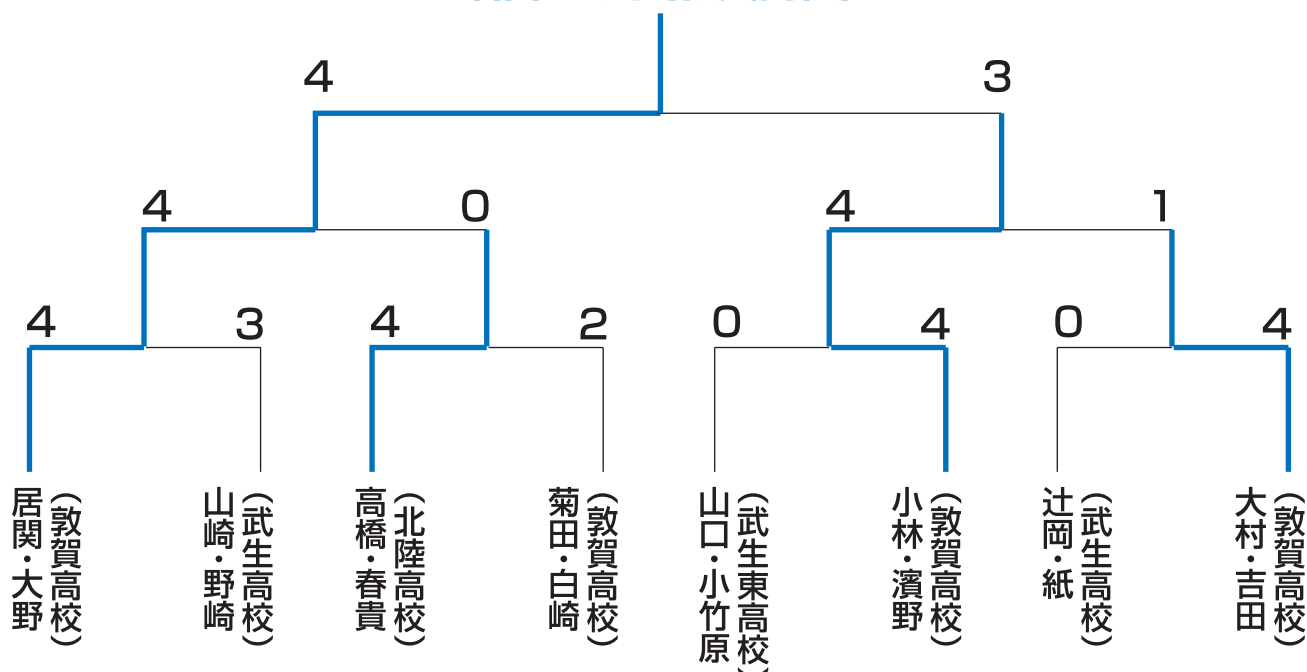 4
3
4
0
4
1
4
3
4
2
0
4
0
4
居関・大野
（敦賀高校）
山崎・野崎
（武生高校）
高橋・春貴
（北陸高校）
菊田・白崎
（敦賀高校）
山口・小竹原
（武生東高校）
小林・濱野
（敦賀高校）
辻岡・紙
（武生高校）
大村・吉田
（敦賀高校）